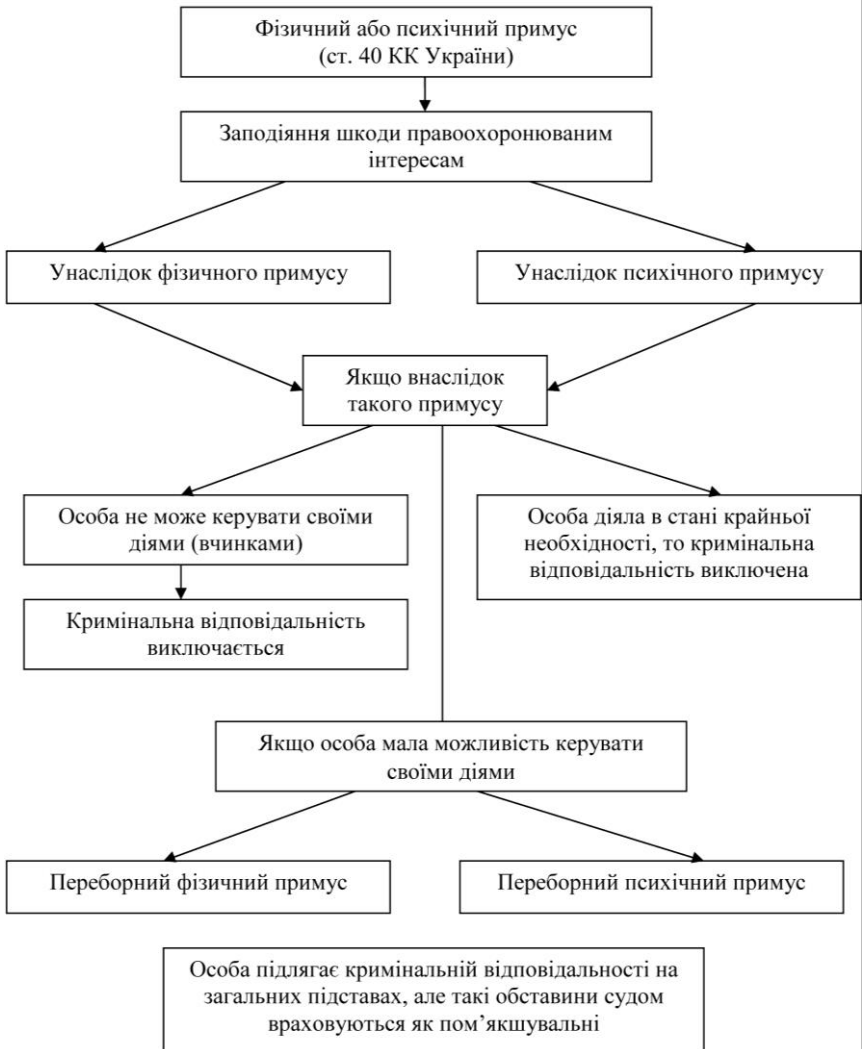 Фізичний або психічний примус
(ст. 40 КК України)
Заподіяння шкоди правоохоронюваним
інтересам
Унаслідок фізичного примусу
Унаслідок психічного примусу
Якщо внаслідок
такого примусу
Особа не може керувати своїми
діями (вчинками)
Особа діяла в стані крайньої
необхідності, то кримінальна
відповідальність виключена
Кримінальна відповідальність
виключається
Якщо особа мала можливість керувати
своїми діями
Переборний фізичний примус
Переборний психічний примус
Особа підлягає кримінальній відповідальності на
загальних підставах, але такі обставини судом
враховуються як пом’якшувальні